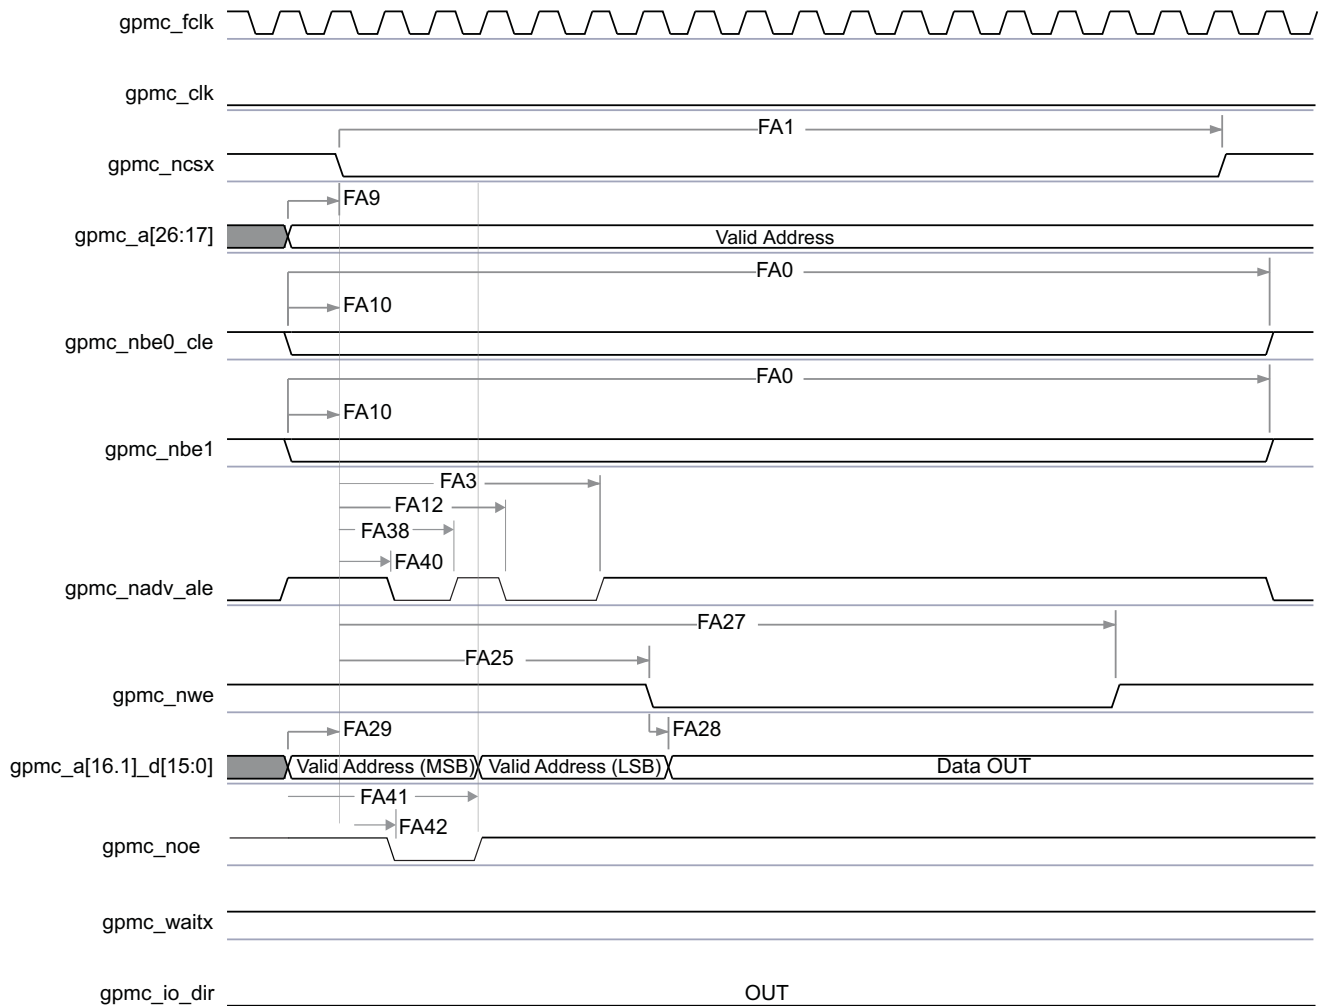 gpmc_fclk
gpmc_clk
FA1
gpmc_ncsx
FA9
gpmc_a[26:17]
Valid Address
FA0
FA10
gpmc_nbe0_cle
FA0
FA10
gpmc_nbe1
FA3
FA12
FA38
FA40
gpmc_nadv_ale
FA27
FA25
gpmc_nwe
FA29
FA28
gpmc_a[16.1]_d[15:0]
Valid Address (MSB)
Valid Address (LSB)
Data OUT
FA41
FA42
gpmc_noe
gpmc_waitx
gpmc_io_dir
OUT